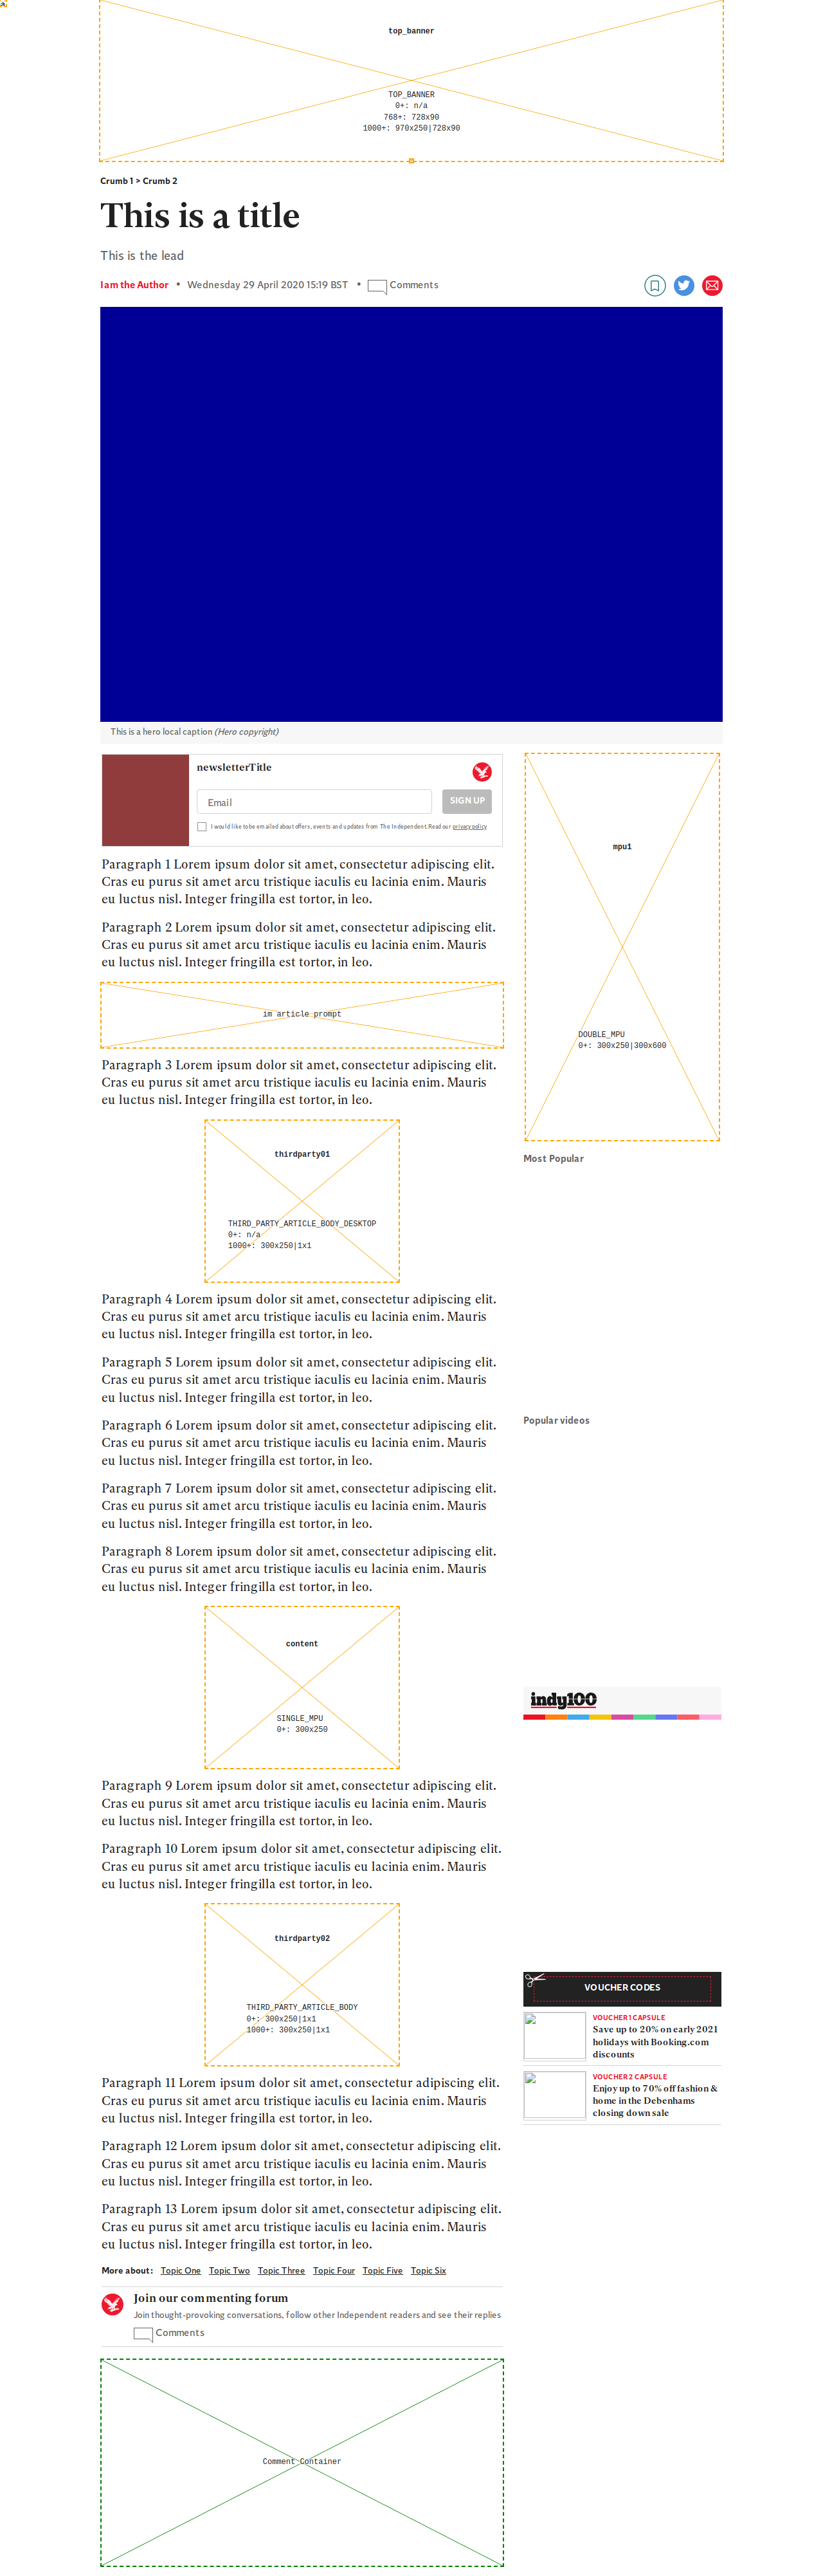 top_banner
TOP_BANNER
0+: n/a
768+: 728x90
1000+: 970x250|728x90
Crumb 1 > Crumb 2
This is a title
This is the lead
I am the Author • Wednesday 29 April 2020 15:19 BST • Comments
This is a hero local caption (Hero copyright)
newsletterTitle
Email
SIGN UP
I would like to be emailed about offers, events and updates from The Independent. Read our privacy policy
Paragraph 1 Lorem ipsum dolor sit amet, consectetur adipiscing elit.
Cras eu purus sit amet arcu tristique iaculis eu lacinia enim. Mauris
eu luctus nisl. Integer fringilla est tortor, in leo.
Paragraph 2 Lorem ipsum dolor sit amet, consectetur adipiscing elit.
Cras eu purus sit amet arcu tristique iaculis eu lacinia enim. Mauris
eu luctus nisl. Integer fringilla est tortor, in leo.
im article prompt
Paragraph 3 Lorem ipsum dolor sit amet, consectetur adipiscing elit.
Cras eu purus sit amet arcu tristique iaculis eu lacinia enim. Mauris
eu luctus nisl. Integer fringilla est tortor, in leo.
thirdparty01
THIRD_PARTY_ARTICLE_BODY_DESKTOP
0+: n/a
1000+: 300x250|1x1
Paragraph 4 Lorem ipsum dolor sit amet, consectetur adipiscing elit.
Cras eu purus sit amet arcu tristique iaculis eu lacinia enim. Mauris
eu luctus nisl. Integer fringilla est tortor, in leo.
Paragraph 5 Lorem ipsum dolor sit amet, consectetur adipiscing elit.
Cras eu purus sit amet arcu tristique iaculis eu lacinia enim. Mauris
eu luctus nisl. Integer fringilla est tortor, in leo.
Paragraph 6 Lorem ipsum dolor sit amet, consectetur adipiscing elit.
Cras eu purus sit amet arcu tristique iaculis eu lacinia enim. Mauris
eu luctus nisl. Integer fringilla est tortor, in leo.
Paragraph 7 Lorem ipsum dolor sit amet, consectetur adipiscing elit.
Cras eu purus sit amet arcu tristique iaculis eu lacinia enim. Mauris
eu luctus nisl. Integer fringilla est tortor, in leo.
Paragraph 8 Lorem ipsum dolor sit amet, consectetur adipiscing elit.
Cras eu purus sit amet arcu tristique iaculis eu lacinia enim. Mauris
eu luctus nisl. Integer fringilla est tortor, in leo.
content
SINGLE_MPU
0+: 300x250
Paragraph 9 Lorem ipsum dolor sit amet, consectetur adipiscing elit.
Cras eu purus sit amet arcu tristique iaculis eu lacinia enim. Mauris
eu luctus nisl. Integer fringilla est tortor, in leo.
Paragraph 10 Lorem ipsum dolor sit amet, consectetur adipiscing elit.
Cras eu purus sit amet arcu tristique iaculis eu lacinia enim. Mauris
eu luctus nisl. Integer fringilla est tortor, in leo.
thirdparty02
THIRD_PARTY_ARTICLE_BODY
0+: 300x250|1x1
1000+: 300x250|1x1
Paragraph 11 Lorem ipsum dolor sit amet, consectetur adipiscing elit.
Cras eu purus sit amet arcu tristique iaculis eu lacinia enim. Mauris
eu luctus nisl. Integer fringilla est tortor, in leo.
Paragraph 12 Lorem ipsum dolor sit amet, consectetur adipiscing elit.
Cras eu purus sit amet arcu tristique iaculis eu lacinia enim. Mauris
eu luctus nisl. Integer fringilla est tortor, in leo.
Paragraph 13 Lorem ipsum dolor sit amet, consectetur adipiscing elit.
Cras eu purus sit amet arcu tristique iaculis eu lacinia enim. Mauris
eu luctus nisl. Integer fringilla est tortor, in leo.
More about: Topic One Topic Two Topic Three Topic Four Topic Five Topic Six
Join our commenting forum
Join thought-provoking conversations, follow other Independent readers and see their replies
Comments
Comment Container
mpu1
DOUBLE_MPU
0+: 300x250|300x600
Most Popular
Popular videos
indy100
VOUCHER CODES
VOUCHER 1 CAPSULE
Save up to 20% on early 2021
holidays with Booking.com
discounts
VOUCHER 2 CAPSULE
Enjoy up to 70% off fashion &
home in the Debenhams
closing down sale